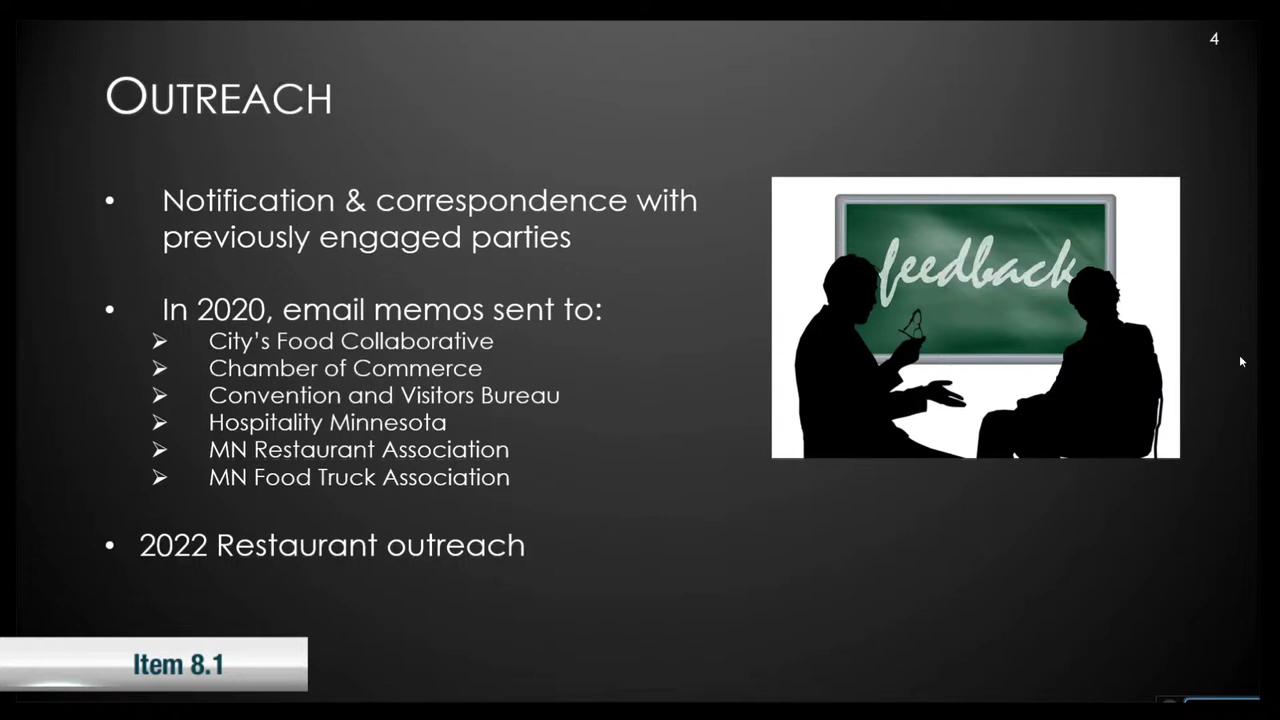 4
OUTREACH
• Notification & correspondence with
previously engaged parties
feedback
• In 2020, email memos sent to:
➢ City’s Food Collaborative
➢ Chamber of Commerce
➢ Convention and Visitors Bureau
➢ Hospitality Minnesota
➢ MN Restaurant Association
➢ MN Food Truck Association
• 2022 Restaurant outreach
Item 8.1